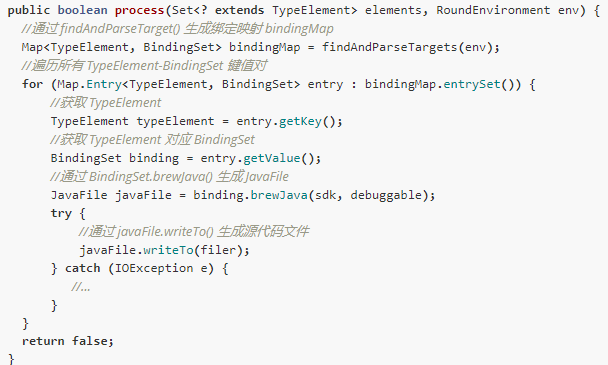 public boolean process(Set<? extends TypeElement> elements, RoundEnvironment env) {
  //通过 findAndParseTarget() 生成绑定映射 bindingMap
  Map<TypeElement, BindingSet> bindingMap = findAndParseTargets(env);
  //遍历所有 TypeElement-BindingSet 键值对
  for (Map.Entry<TypeElement, BindingSet> entry : bindingMap.entrySet()) {
      //获取 TypeElement
      TypeElement typeElement = entry.getKey();
      //获取 TypeElement 对应 BindingSet
      BindingSet binding = entry.getValue();
      //通过 BindingSet.brewJava() 生成 JavaFile
      JavaFile javaFile = binding.brewJava(sdk, debuggable);
      try {
          //通过 javaFile.writeTo() 生成源代码文件
          javaFile.writeTo(filer);
      } catch (IOException e) {
         //...
      }
  }
  return false;
}